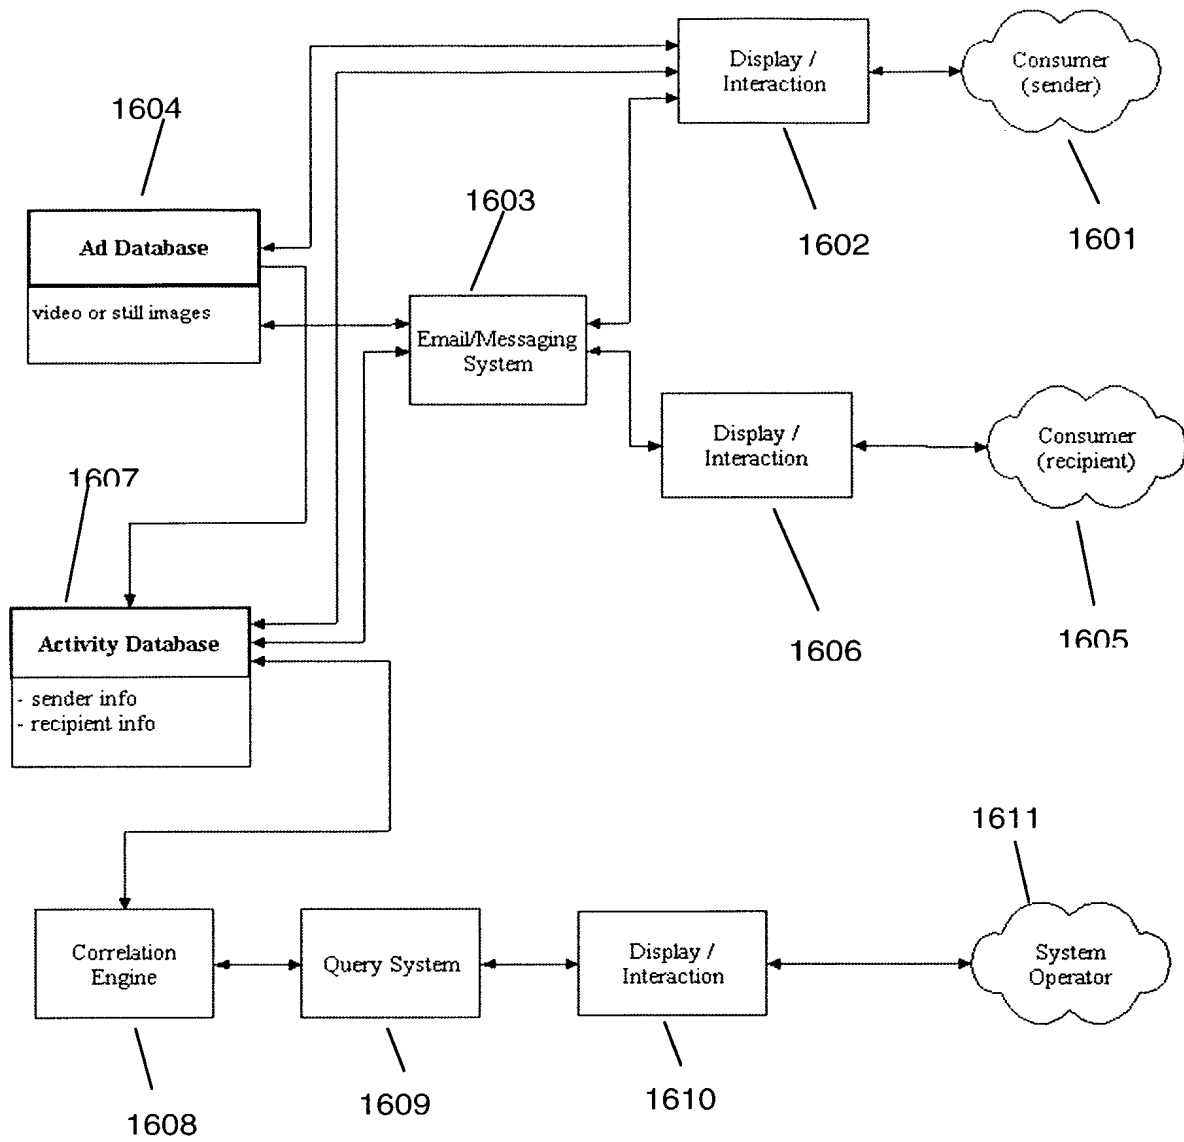 Display /
Interaction
Consumer
(sender)
1604
1603
1602
1601
Ad Database
video or still images
Email/Messaging
System
Display /
Interaction
Consumer
(recipient)
1607
1606
1605
Activity Database
- sender info
- recipient info
1611
Correlation
Engine
Query System
Display /
Interaction
System
Operator
1608
1609
1610